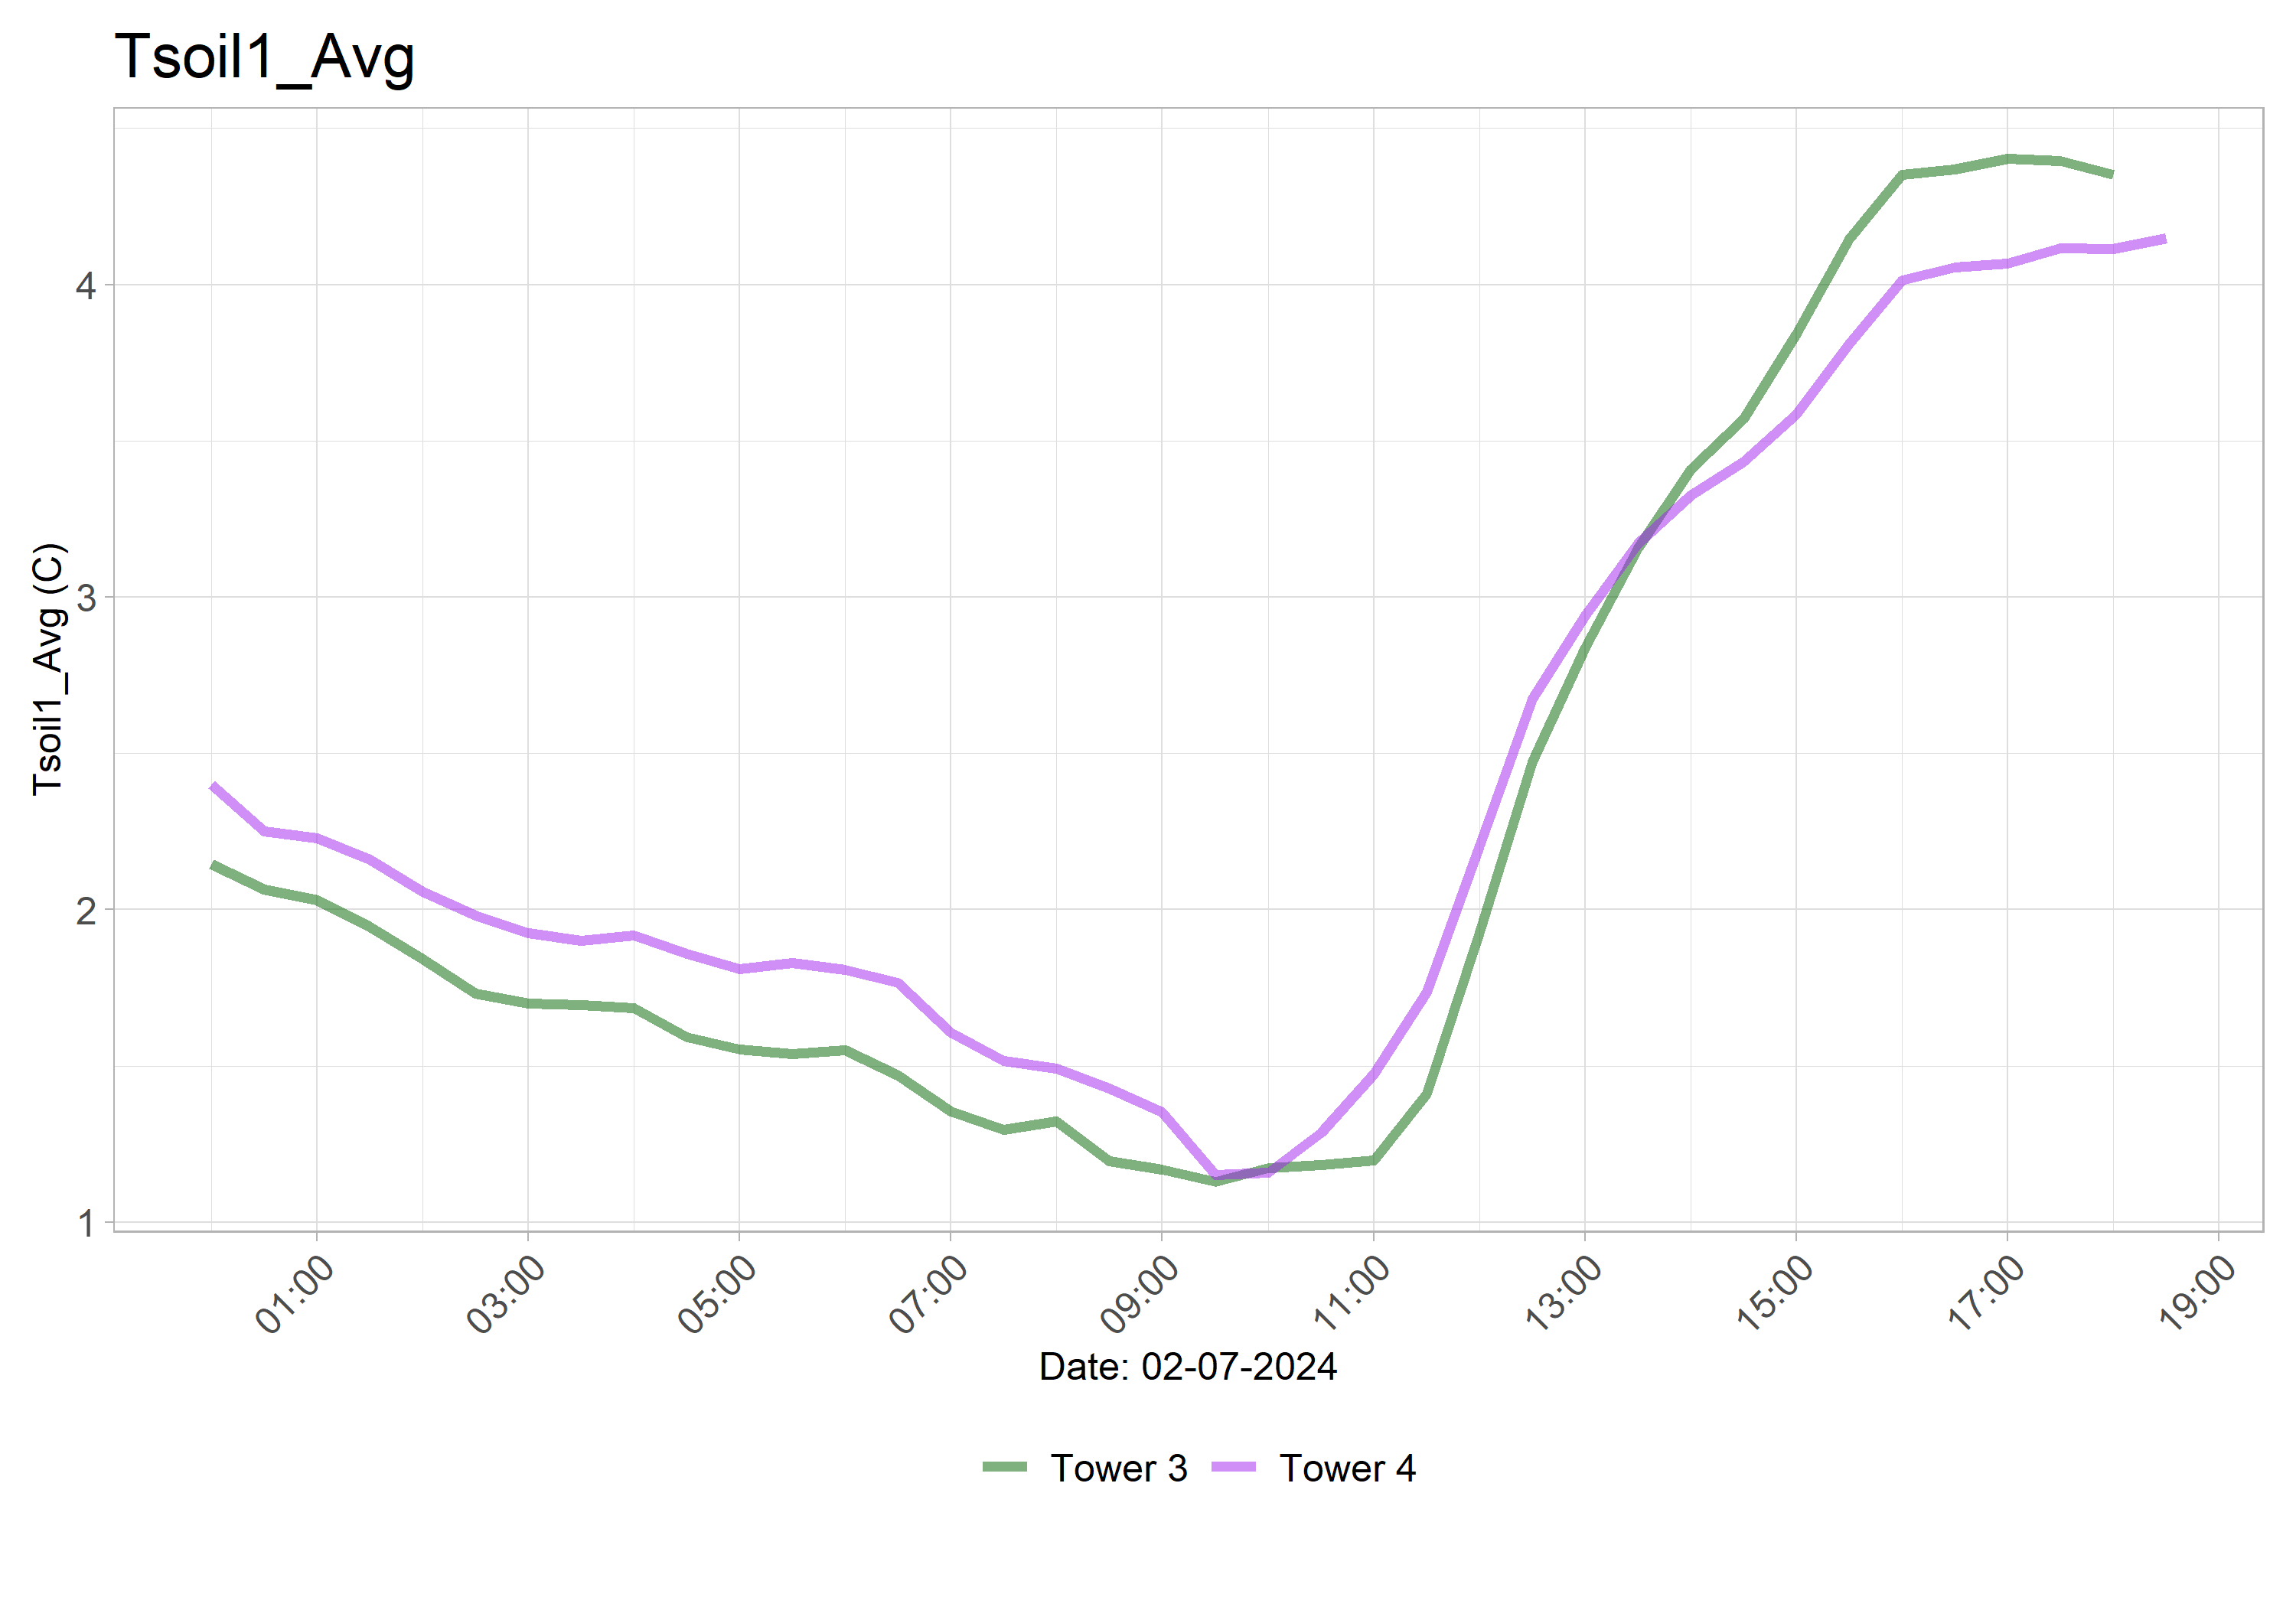 Tsoil1_Avg
Tsoil1_Avg (C)
4
3
2
1
01:00 03:00 05:00 07:00 09:00 11:00 13:00 15:00 17:00 19:00
Date: 02-07-2024
Tower 3 Tower 4